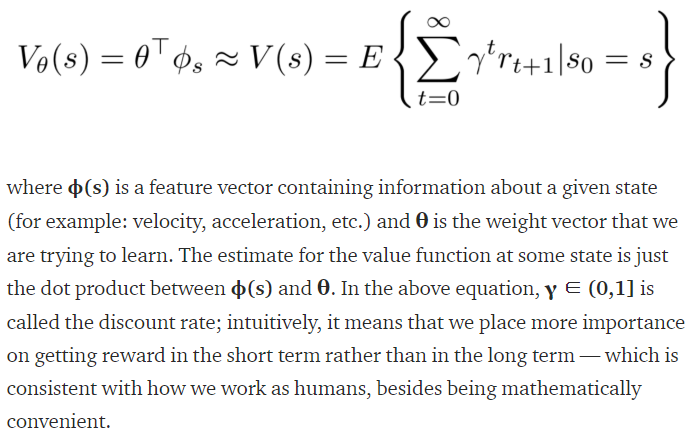 V_θ(s) = θ^⊤ ϕ_s ≈ V(s) = E { ∑_{t=0}^{∞} γ^t r_{t+1} | s_0 = s }
where ϕ(s) is a feature vector containing information about a given state
(for example: velocity, acceleration, etc.) and θ is the weight vector that we
are trying to learn. The estimate for the value function at some state is just
the dot product between ϕ(s) and θ. In the above equation, γ ∈ (0,1] is
called the discount rate; intuitively, it means that we place more importance
on getting reward in the short term rather than in the long term — which is
consistent with how we work as humans, besides being mathematically
convenient.